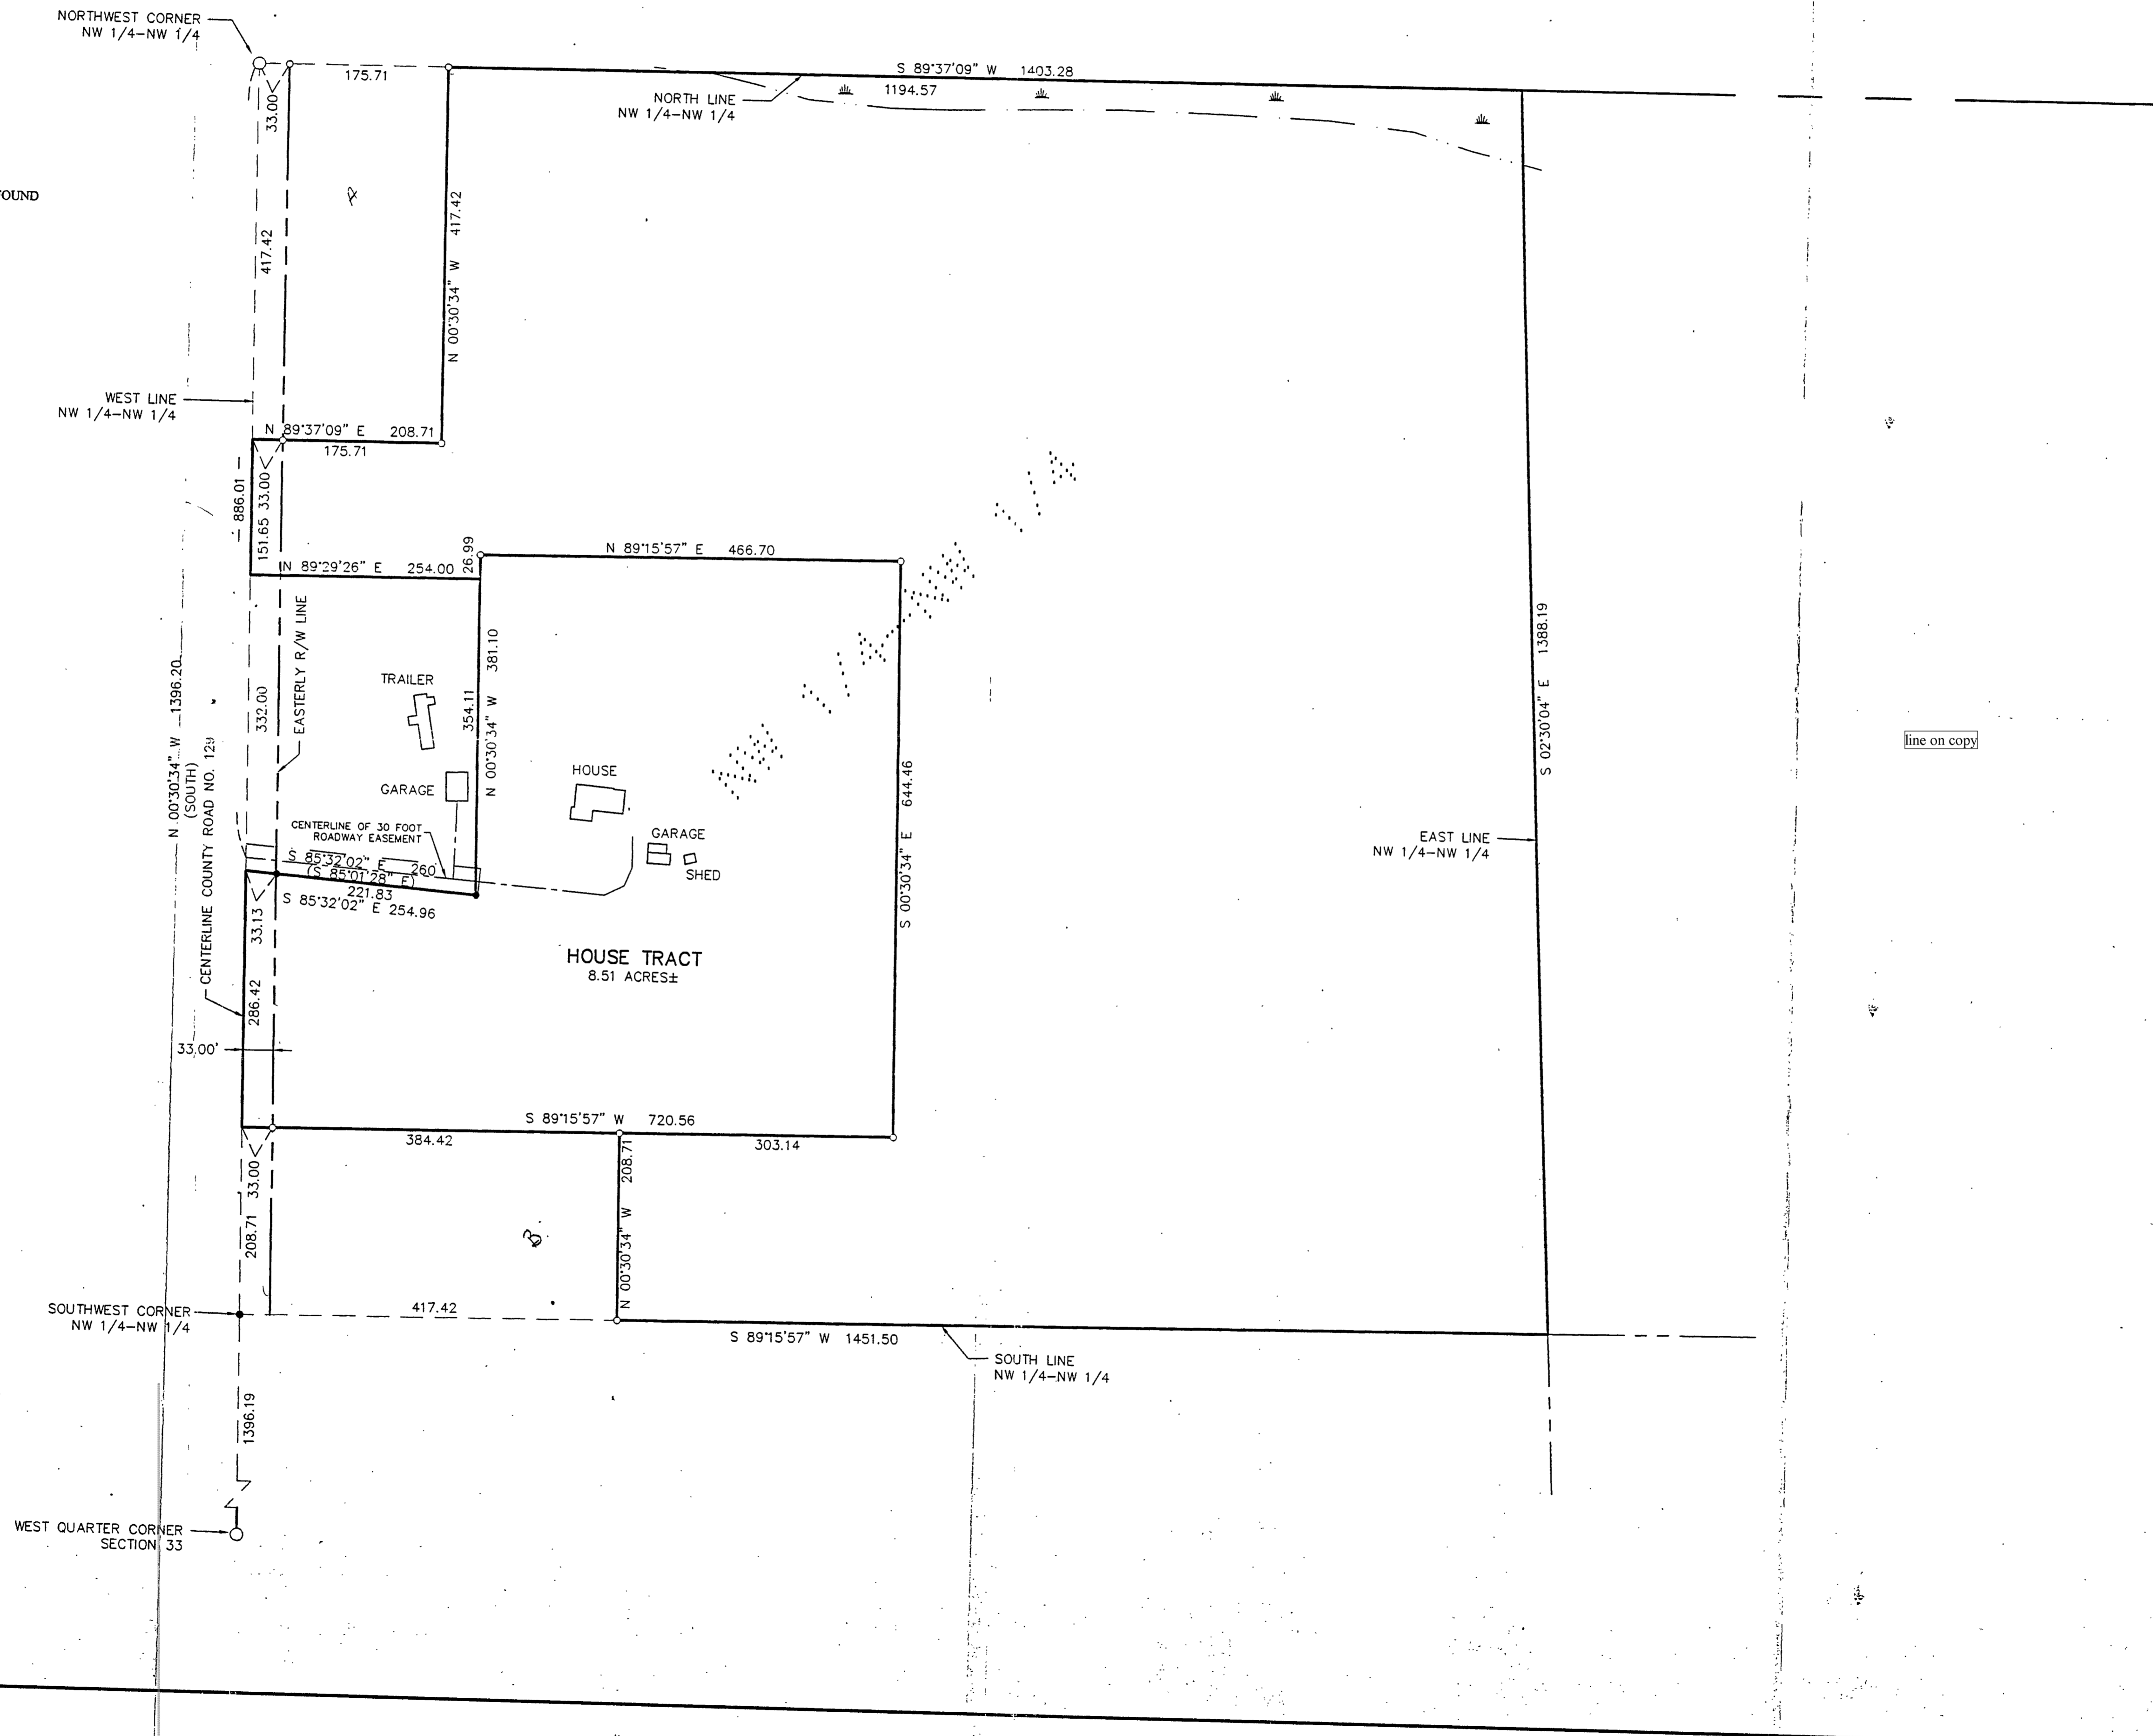 NORTHWEST CORNER
NW 1/4-NW 1/4
175.71
33.00
S 89°37'09" W 1403.28
1194.57
NORTH LINE
NW 1/4-NW 1/4
OUND
A
417.42
N 00°30'34" W 417.42
WEST LINE
NW 1/4-NW 1/4
N 89°37'09" E 208.71
175.71
886.01
151.65 33.00
N 89°29'26" E 254.00
26.99
N 89°15'57" E 466.70
NW 1/4-NW 1/4
EASTERLY R/W LINE
N 00°30'34" W 1396.20
(SOUTH)
CENTERLINE COUNTY ROAD NO. 129
332.00
TRAILER
354.11
N 00°30'34" W 381.10
GARAGE
HOUSE
GARAGE
SHED
CENTERLINE OF 30 FOOT
ROADWAY EASEMENT
S 85°32'02" E 260'
(S 85°01'28" E)
221.83
S 85°32'02" E 254.96
S 00°30'34" E 644.46
S 02°30'04" E 1388.19
line on copy
EAST LINE
NW 1/4-NW 1/4
33.13
HOUSE TRACT
8.51 ACRES±
286.42
33.00'
S 89°15'57" W 720.56
384.42
303.14
33.00
208.71
208.71
N 00°30'34" W
B
SOUTHWEST CORNER
NW 1/4-NW 1/4
417.42
S 89°15'57" W 1451.50
SOUTH LINE
NW 1/4-NW 1/4
1396.19
WEST QUARTER CORNER
SECTION 33